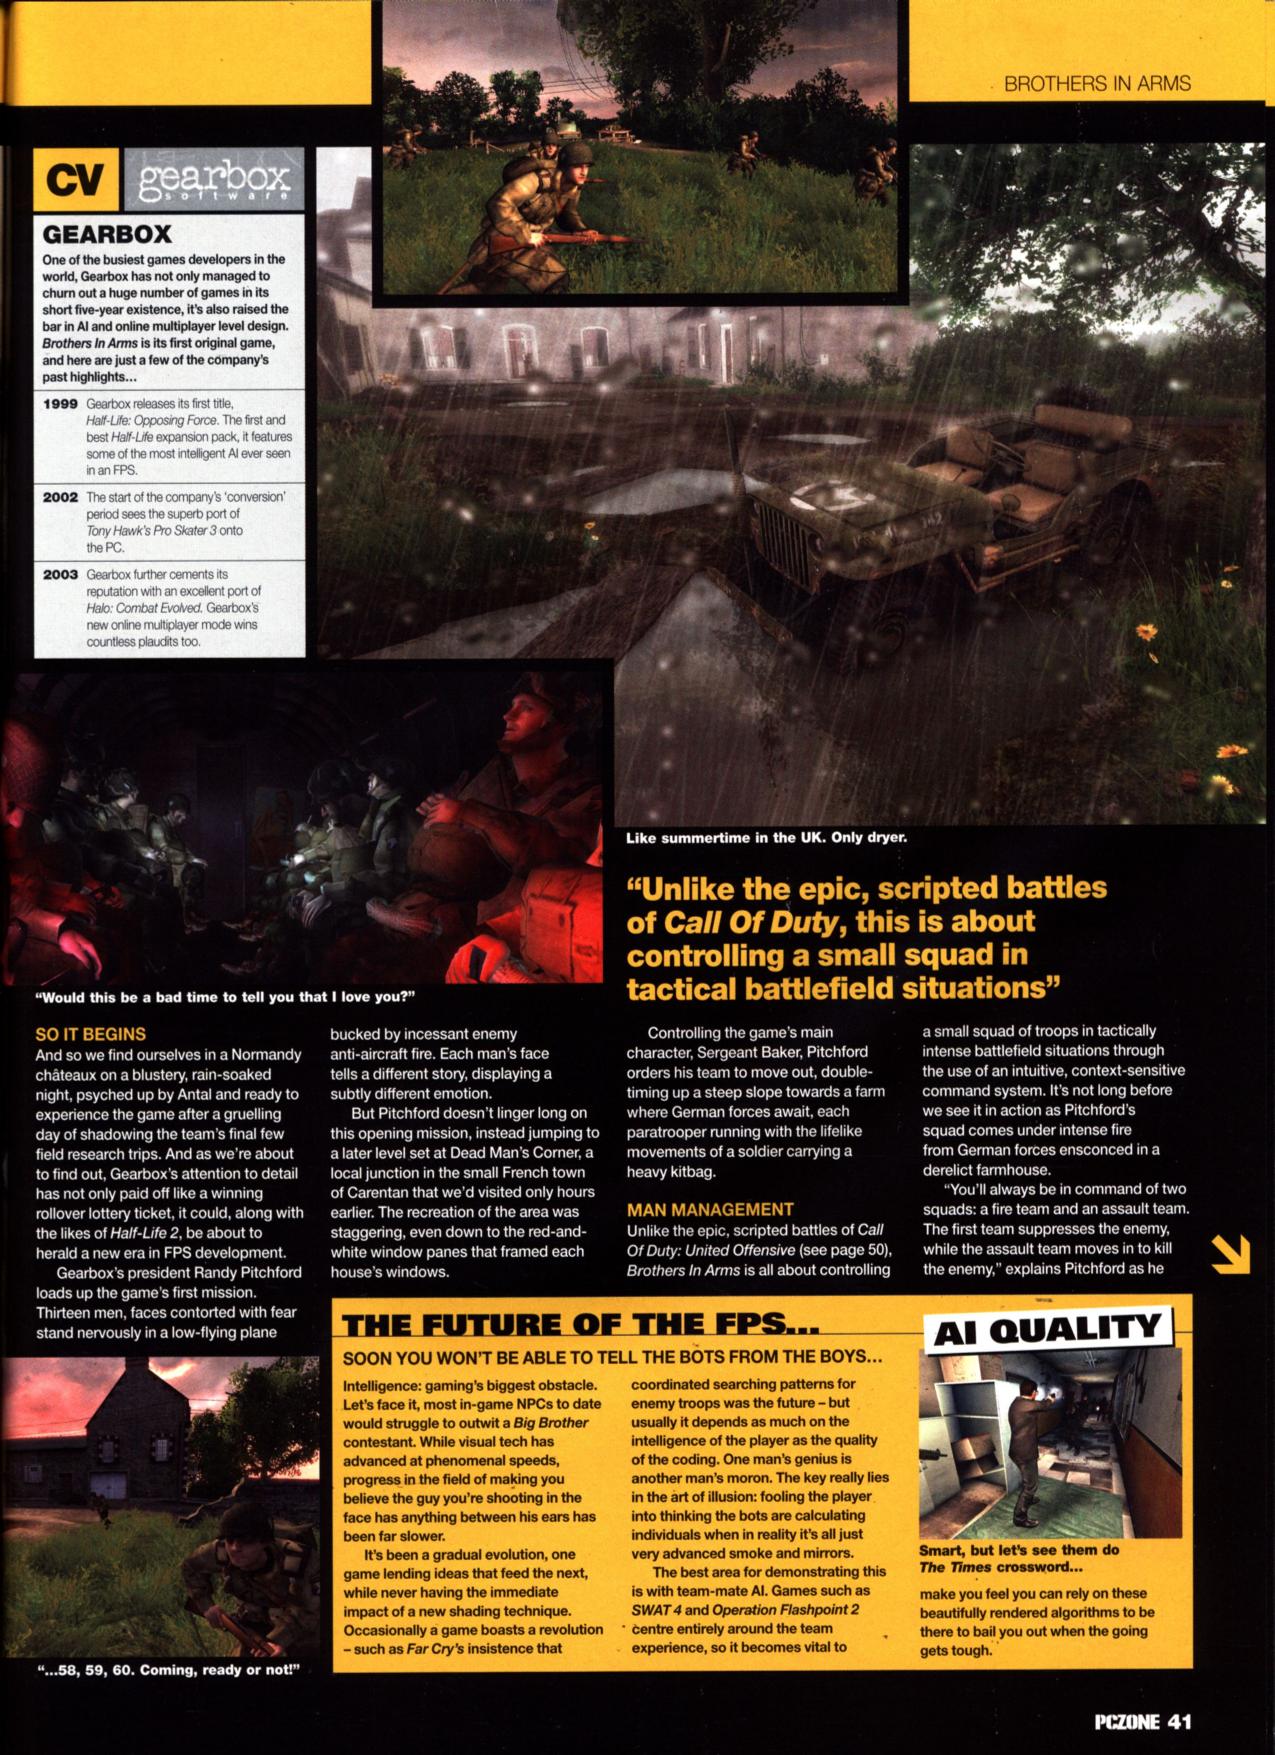 BROTHERS IN ARMS
CV
gearbox
software
GEARBOX
One of the busiest games developers in the
world, Gearbox has not only managed to
churn out a huge number of games in its
short five-year existence, it's also raised the
bar in AI and online multiplayer level design.
Brothers In Arms is its first original game,
and here are just a few of the company's
past highlights...
1999 Gearbox releases its first title,
Half-Life: Opposing Force. The first and
best Half-Life expansion pack, it features
some of the most intelligent AI ever seen
in an FPS.
2002 The start of the company's 'conversion'
period sees the superb port of
Tony Hawk's Pro Skater 3 onto
the PC.
2003 Gearbox further cements its
reputation with an excellent port of
Halo: Combat Evolved. Gearbox's
new online multiplayer mode wins
countless plaudits too.
Like summertime in the UK. Only dryer.
"Unlike the epic, scripted battles
of Call Of Duty, this is about
controlling a small squad in
tactical battlefield situations"
"Would this be a bad time to tell you that I love you?"
SO IT BEGINS
And so we find ourselves in a Normandy
châteaux on a blustery, rain-soaked
night, psyched up by Antal and ready to
experience the game after a gruelling
day of shadowing the team's final few
field research trips. And as we're about
to find out, Gearbox's attention to detail
has not only paid off like a winning
rollover lottery ticket, it could, along with
the likes of Half-Life 2, be about to
herald a new era in FPS development.
Gearbox's president Randy Pitchford
loads up the game's first mission.
Thirteen men, faces contorted with fear
stand nervously in a low-flying plane
bucked by incessant enemy
anti-aircraft fire. Each man's face
tells a different story, displaying a
subtly different emotion.
But Pitchford doesn't linger long on
this opening mission, instead jumping to
a later level set at Dead Man's Corner, a
local junction in the small French town
of Carentan that we'd visited only hours
earlier. The recreation of the area was
staggering, even down to the red-and-
white window panes that framed each
house's windows.
Controlling the game's main
character, Sergeant Baker, Pitchford
orders his team to move out, double-
timing up a steep slope towards a farm
where German forces await, each
paratrooper running with the lifelike
movements of a soldier carrying a
heavy kitbag.
MAN MANAGEMENT
Unlike the epic, scripted battles of Call
Of Duty: United Offensive (see page 50),
Brothers In Arms is all about controlling
a small squad of troops in tactically
intense battlefield situations through
the use of an intuitive, context-sensitive
command system. It's not long before
we see it in action as Pitchford's
squad comes under intense fire
from German forces ensconced in a
derelict farmhouse.
"You'll always be in command of two
squads: a fire team and an assault team.
The first team suppresses the enemy,
while the assault team moves in to kill
the enemy," explains Pitchford as he
"...58, 59, 60. Coming, ready or not!"
THE FUTURE OF THE FPS...
SOON YOU WON'T BE ABLE TO TELL THE BOTS FROM THE BOYS...
Intelligence: gaming's biggest obstacle.
Let's face it, most in-game NPCs to date
would struggle to outwit a Big Brother
contestant. While visual tech has
advanced at phenomenal speeds,
progress in the field of making you
believe the guy you're shooting in the
face has anything between his ears has
been far slower.
It's been a gradual evolution, one
game lending ideas that feed the next,
while never having the immediate
impact of a new shading technique.
Occasionally a game boasts a revolution
– such as Far Cry's insistence that
coordinated searching patterns for
enemy troops was the future – but
usually it depends as much on the
intelligence of the player as the quality
of the coding. One man's genius is
another man's moron. The key really lies
in the art of illusion: fooling the player
into thinking the bots are calculating
individuals when in reality it's all just
very advanced smoke and mirrors.
The best area for demonstrating this
is with team-mate AI. Games such as
SWAT 4 and Operation Flashpoint 2
centre entirely around the team
experience, so it becomes vital to
AI QUALITY
Smart, but let's see them do
The Times crossword...
make you feel you can rely on these
beautifully rendered algorithms to be
there to bail you out when the going
gets tough.
PCZONE 41